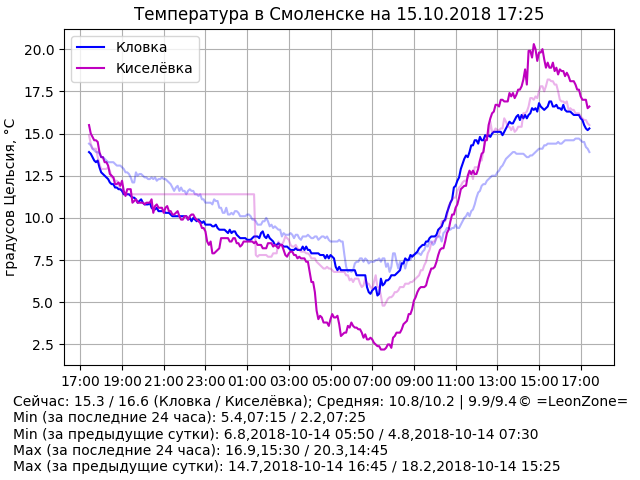 Температура в Смоленске на 15.10.2018 17:25
Кловка
Киселёвка
градусов Цельсия, °C
20.0
17.5
15.0
12.5
10.0
7.5
5.0
2.5
17:00 19:00 21:00 23:00 01:00 03:00 05:00 07:00 09:00 11:00 13:00 15:00 17:00
Сейчас: 15.3 / 16.6 (Кловка / Киселёвка); Средняя: 10.8/10.2 | 9.9/9.4© =LeonZone=
Min (за последние 24 часа): 5.4,07:15 / 2.2,07:25
Min (за предыдущие сутки): 6.8,2018-10-14 05:50 / 4.8,2018-10-14 07:30
Max (за последние 24 часа): 16.9,15:30 / 20.3,14:45
Max (за предыдущие сутки): 14.7,2018-10-14 16:45 / 18.2,2018-10-14 15:25